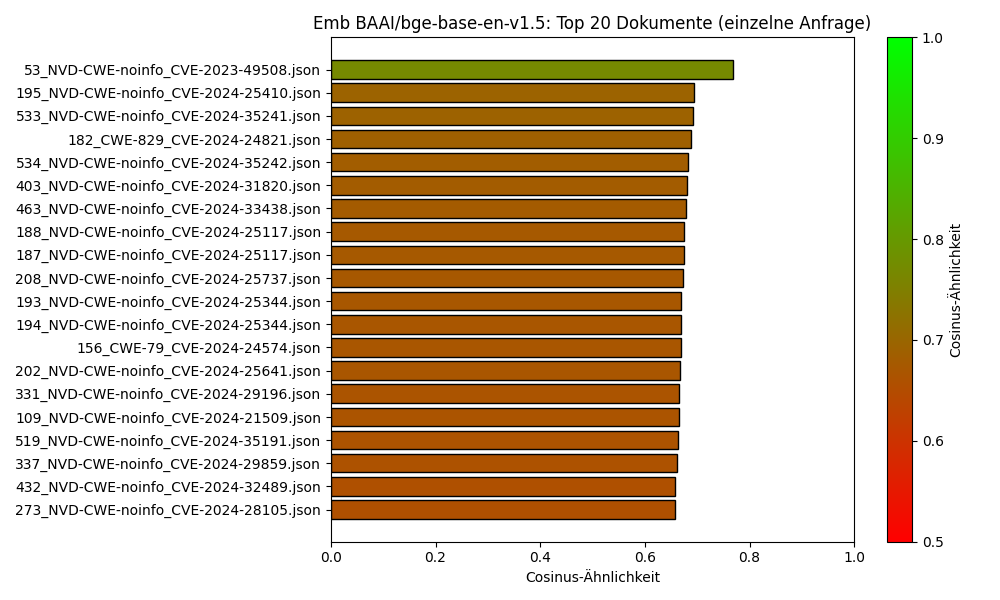 Emb BAAI/bge-base-en-v1.5: Top 20 Dokumente (einzelne Anfrage)
53_NVD-CWE-noinfo_CVE-2023-49508.json
195_NVD-CWE-noinfo_CVE-2024-25410.json
533_NVD-CWE-noinfo_CVE-2024-35241.json
182_CWE-829_CVE-2024-24821.json
534_NVD-CWE-noinfo_CVE-2024-35242.json
403_NVD-CWE-noinfo_CVE-2024-31820.json
463_NVD-CWE-noinfo_CVE-2024-33438.json
188_NVD-CWE-noinfo_CVE-2024-25117.json
187_NVD-CWE-noinfo_CVE-2024-25117.json
208_NVD-CWE-noinfo_CVE-2024-25737.json
193_NVD-CWE-noinfo_CVE-2024-25344.json
194_NVD-CWE-noinfo_CVE-2024-25344.json
156_CWE-79_CVE-2024-24574.json
202_NVD-CWE-noinfo_CVE-2024-25641.json
331_NVD-CWE-noinfo_CVE-2024-29196.json
109_NVD-CWE-noinfo_CVE-2024-21509.json
519_NVD-CWE-noinfo_CVE-2024-35191.json
337_NVD-CWE-noinfo_CVE-2024-29859.json
432_NVD-CWE-noinfo_CVE-2024-32489.json
273_NVD-CWE-noinfo_CVE-2024-28105.json
0.0 0.2 0.4 0.6 0.8 1.0
Cosinus-Ähnlichkeit
1.0
0.9
0.8
0.7
0.6
0.5
Cosinus-Ähnlichkeit